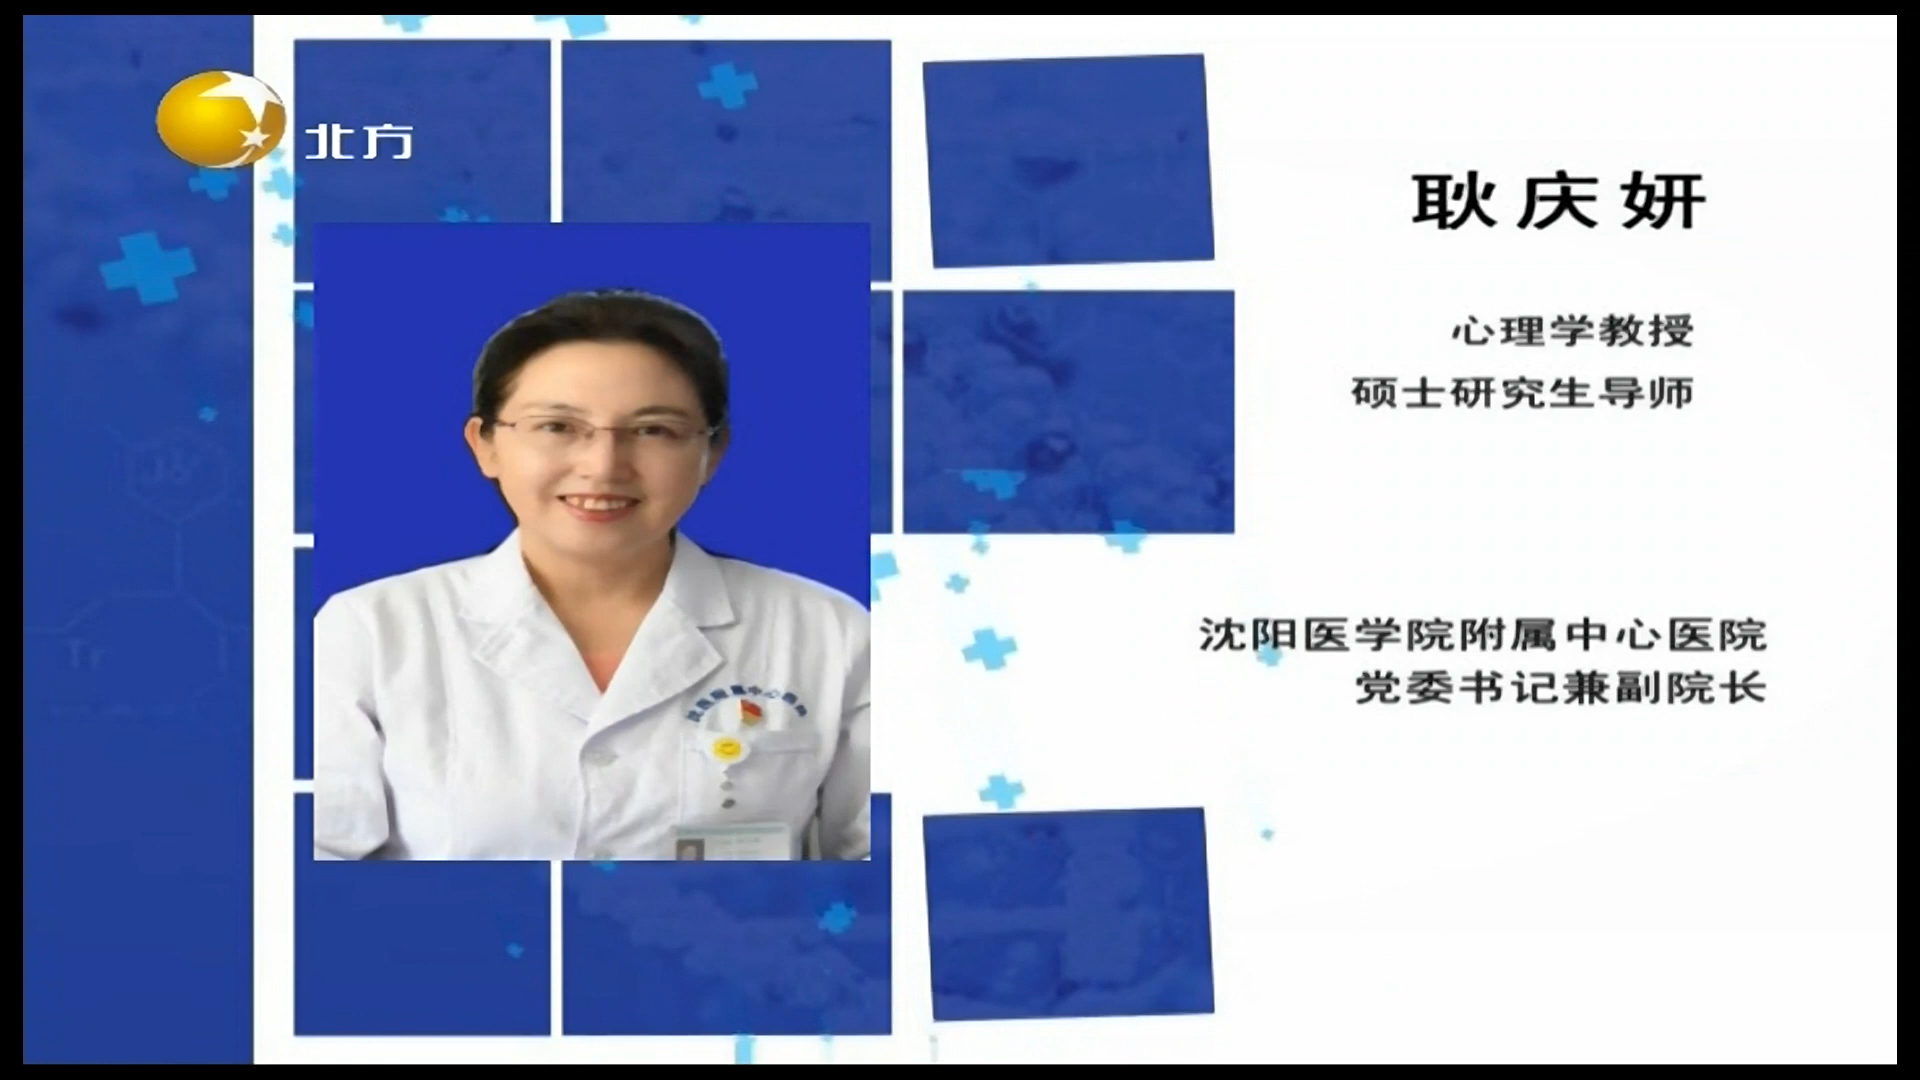 北方
耿庆妍
心理学教授
硕士研究生导师
沈阳医学院附属中心医院
党委书记兼副院长